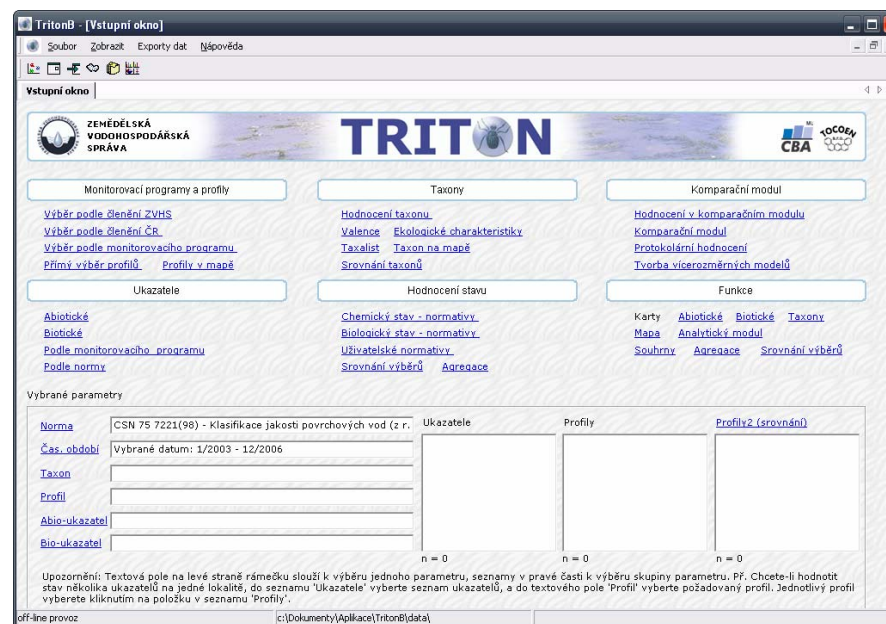 TritonB - [Vstupní okno]
Soubor Zobrazit Exporty dat Nápověda
Vstupní okno
ZEMĚDĚLSKÁ
VODOHOSPODÁŘSKÁ
SPRÁVA
TRITON
CBA
TOCOEN
Monitorovací programy a profily
Výběr podle členění ZVHS
Výběr podle členění ČR
Výběr podle monitorovacího programu
Přímý výběr profilů Profily v mapě
Taxony
Hodnocení taxonu
Valence Ekologické charakteristiky
Taxalist Taxon na mapě
Srovnání taxonů
Komparační modul
Hodnocení v komparačním modulu
Komparační modul
Protokolární hodnocení
Tvorba vícerozměrných modelů
Ukazatele
Abiotické
Biotické
Podle monitorovacího programu
Podle normy
Hodnocení stavu
Chemický stav - normativy
Biologický stav - normativy
Uživatelské normativy
Srovnání výběrů Agregace
Funkce
Karty Abiotické Biotické Taxony
Mapa Analytický modul
Souhrny Agregace Srovnání výběrů
Vybrané parametry
Norma CSN 75 7221(98) - Klasifikace jakosti povrchových vod (z r.
Čas. období Vybrané datum: 1/2003 - 12/2006
Taxon
Profil
Abio-ukazatel
Bio-ukazatel
Ukazatele Profily Profily2 (srovnání)
n = 0 n = 0 n = 0
Upozornění: Textová pole na levé straně rámečku slouží k výběru jednoho parametru, seznamy v pravé části k výběru skupiny parametru. Př. Chcete-li hodnotit
stav několika ukazatelů na jedné lokalitě, do seznamu 'Ukazatele' vyberte seznam ukazatelů, a do textového pole 'Profil' vyberte požadovaný profil. Jednotlivý profil
vyberete kliknutím na položku v seznamu 'Profily'.
off-line provoz c:\Dokumenty\Aplikace\TritonB\data\